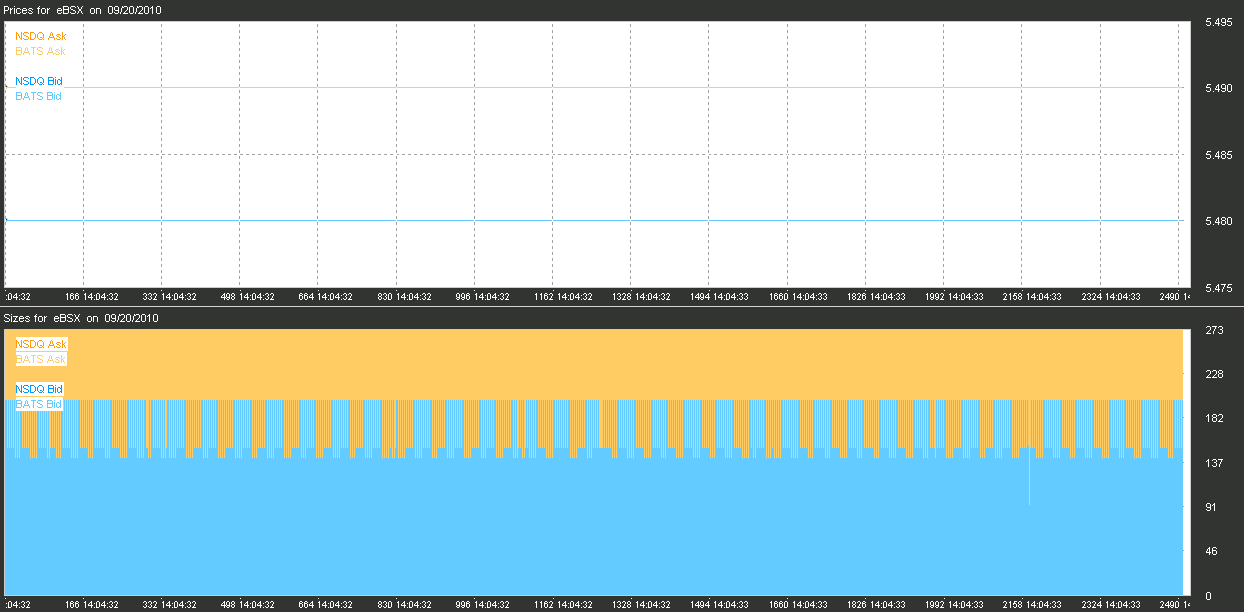 Prices for eBSX on 09/20/2010
NSDQ Ask
BATS Ask
NSDQ Bid
BATS Bid
5.495
5.490
5.485
5.480
5.475
:04:32 166 14:04:32 332 14:04:32 498 14:04:32 664 14:04:32 830 14:04:32 996 14:04:32 1162 14:04:32 1328 14:04:32 1494 14:04:33 1660 14:04:33 1826 14:04:33 1992 14:04:33 2158 14:04:33 2324 14:04:33 2490 14
Sizes for eBSX on 09/20/2010
NSDQ Ask
BATS Ask
NSDQ Bid
BATS Bid
273
228
182
137
91
46
0
:04:32 166 14:04:32 332 14:04:32 498 14:04:32 664 14:04:32 830 14:04:32 996 14:04:32 1162 14:04:32 1328 14:04:32 1494 14:04:33 1660 14:04:33 1826 14:04:33 1992 14:04:33 2158 14:04:33 2324 14:04:33 2490 14